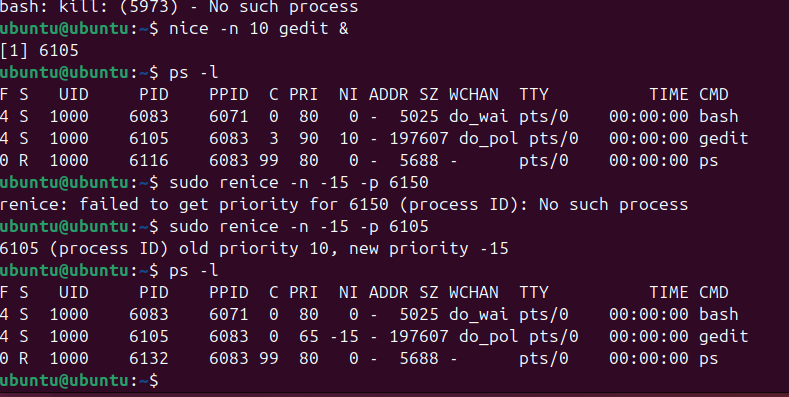 bash: kill: (5973) - No such process
ubuntu@ubuntu:~$ nice -n 10 gedit &
[1] 6105
ubuntu@ubuntu:~$ ps -l
F S   UID     PID    PPID  C PRI  NI ADDR SZ WCHAN  TTY          TIME CMD
4 S  1000    6083    6071  0  80   0 -  5025 do_wai pts/0    00:00:00 bash
4 S  1000    6105    6083  3  90  10 - 197607 do_pol pts/0   00:00:00 gedit
0 R  1000    6116    6083 99  80   0 -  5688 -      pts/0    00:00:00 ps
ubuntu@ubuntu:~$ sudo renice -n -15 -p 6150
renice: failed to get priority for 6150 (process ID): No such process
ubuntu@ubuntu:~$ sudo renice -n -15 -p 6105
6105 (process ID) old priority 10, new priority -15
ubuntu@ubuntu:~$ ps -l
F S   UID     PID    PPID  C PRI  NI ADDR SZ WCHAN  TTY          TIME CMD
4 S  1000    6083    6071  0  80   0 -  5025 do_wai pts/0    00:00:00 bash
4 S  1000    6105    6083  0  65 -15 - 197607 do_pol pts/0   00:00:00 gedit
0 R  1000    6132    6083 99  80   0 -  5688 -      pts/0    00:00:00 ps
ubuntu@ubuntu:~$